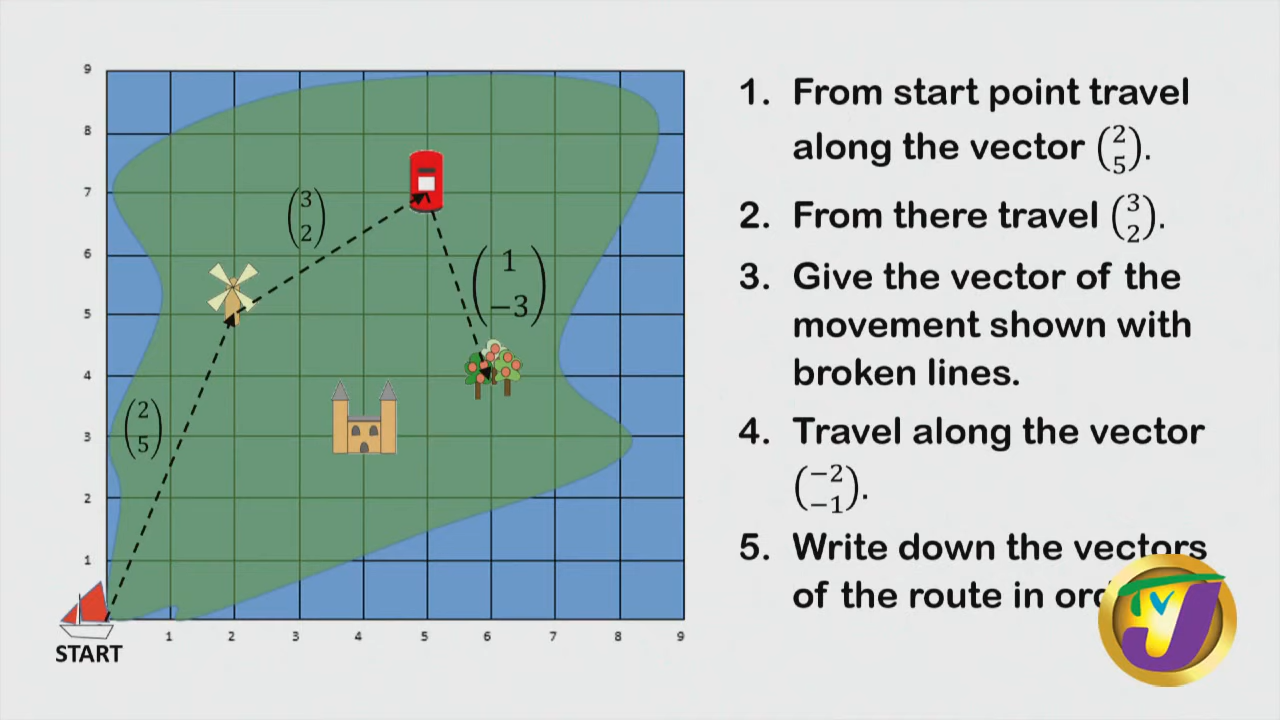 9
8
7
6
5
4
3
2
1
1 2 3 4 5 6 7 8 9
START
(2 5)
(3 2)
(1 −3)
1. From start point travel
along the vector (2 5).
2. From there travel (3 2).
3. Give the vector of the
movement shown with
broken lines.
4. Travel along the vector
(−2 −1).
5. Write down the vectors
of the route in
TVJ